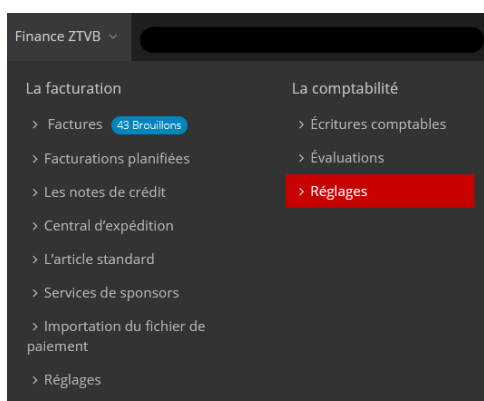 Finance ZTVB
La facturation
> Factures 43 Brouillons
> Facturations planifiées
> Les notes de crédit
> Central d'expédition
> L'article standard
> Services de sponsors
> Importation du fichier de
paiement
> Réglages
La comptabilité
> Écritures comptables
> Évaluations
> Réglages